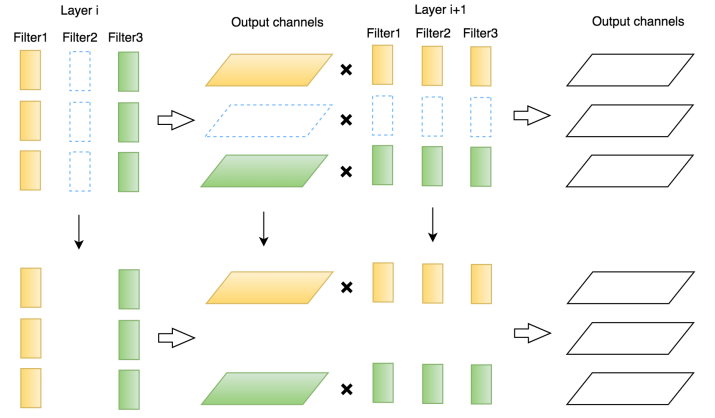 Layer i
Output channels
Layer i+1
Output channels
Filter1 Filter2 Filter3
Filter1 Filter2 Filter3